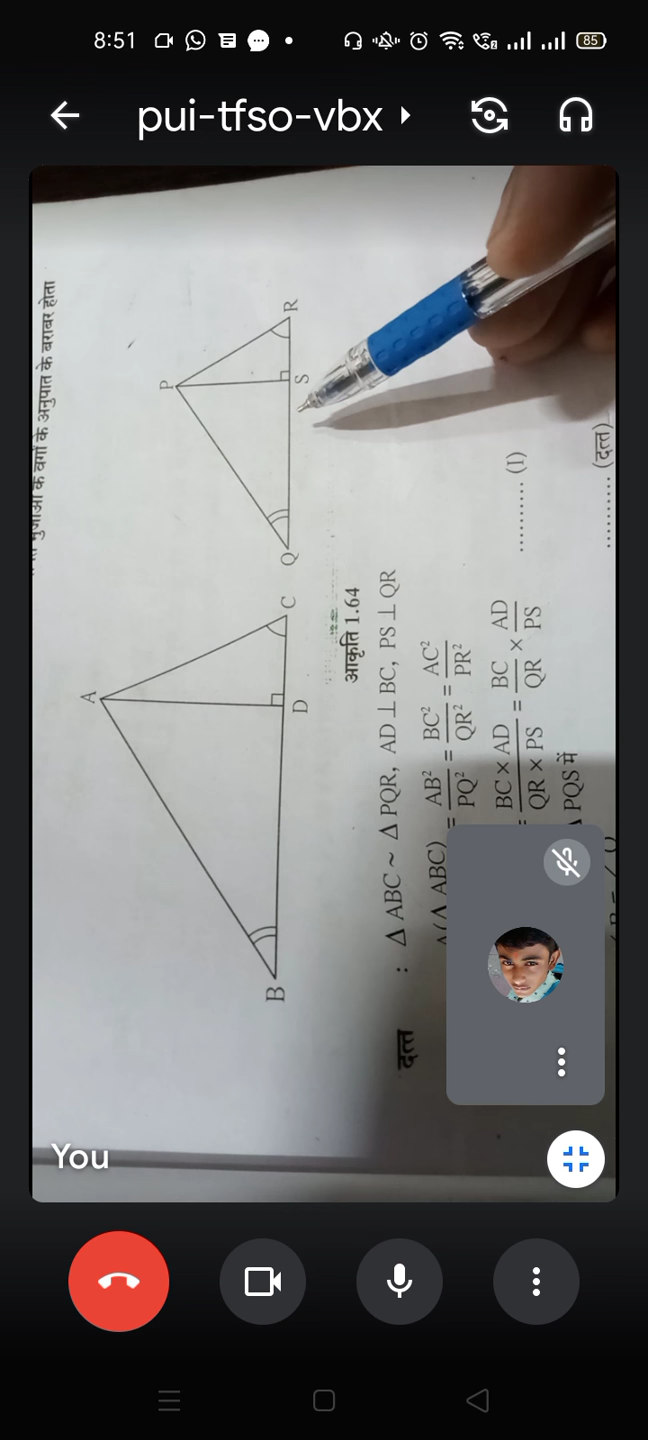 8:51
85
pui-tfso-vbx
भुजाओं के वर्गों के अनुपात के बराबर होता
A
P
B
D
C
Q
S
R
आकृति 1.64
दत्त : Δ ABC ~ Δ PQR, AD ⊥ BC, PS ⊥ QR
A(Δ ABC) = AB²/PQ² = BC²/QR² = AC²/PR²
= BC × AD / QR × PS = BC/QR × AD/PS ............ (I)
Δ PQS में
.......... (दत्त)
You